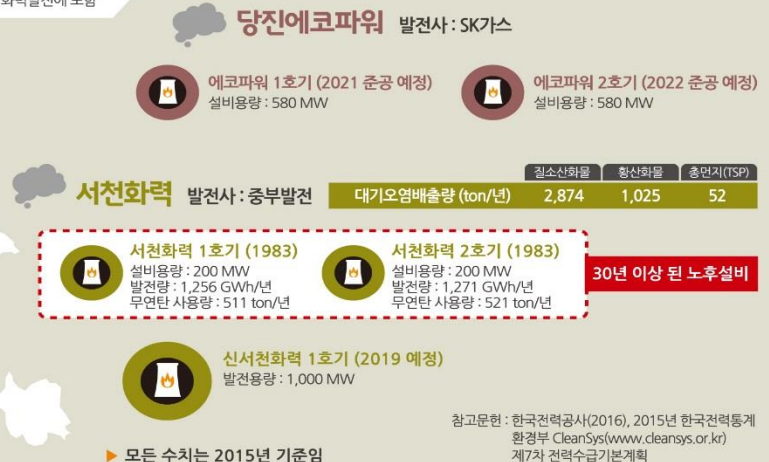 화력발전에 포함
당진에코파워 발전사 : SK가스
에코파워 1호기 (2021 준공 예정)
설비용량 : 580 MW
에코파워 2호기 (2022 준공 예정)
설비용량 : 580 MW
질소산화물 황산화물 총먼지(TSP)
서천화력 발전사 : 중부발전 대기오염배출량 (ton/년) 2,874 1,025 52
서천화력 1호기 (1983)
설비용량 : 200 MW
발전량 : 1,256 GWh/년
무연탄 사용량 : 511 ton/년
서천화력 2호기 (1983)
설비용량 : 200 MW
발전량 : 1,271 GWh/년
무연탄 사용량 : 521 ton/년
30년 이상 된 노후설비
신서천화력 1호기 (2019 예정)
발전용량 : 1,000 MW
참고문헌 : 한국전력공사(2016), 2015년 한국전력통계
환경부 CleanSys(www.cleansys.or.kr)
제7차 전력수급기본계획
▶ 모든 수치는 2015년 기준임